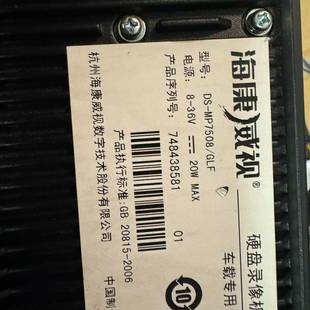 海康威视®
硬盘录像机
车载专用
型号: DS-MP7508/GLF
电源: 8-36V ⎓ 20W MAX
产品序列号: 748438581 01
产品执行标准:GB 20815-2006
杭州海康威视数字技术股份有限公司
中国制
10